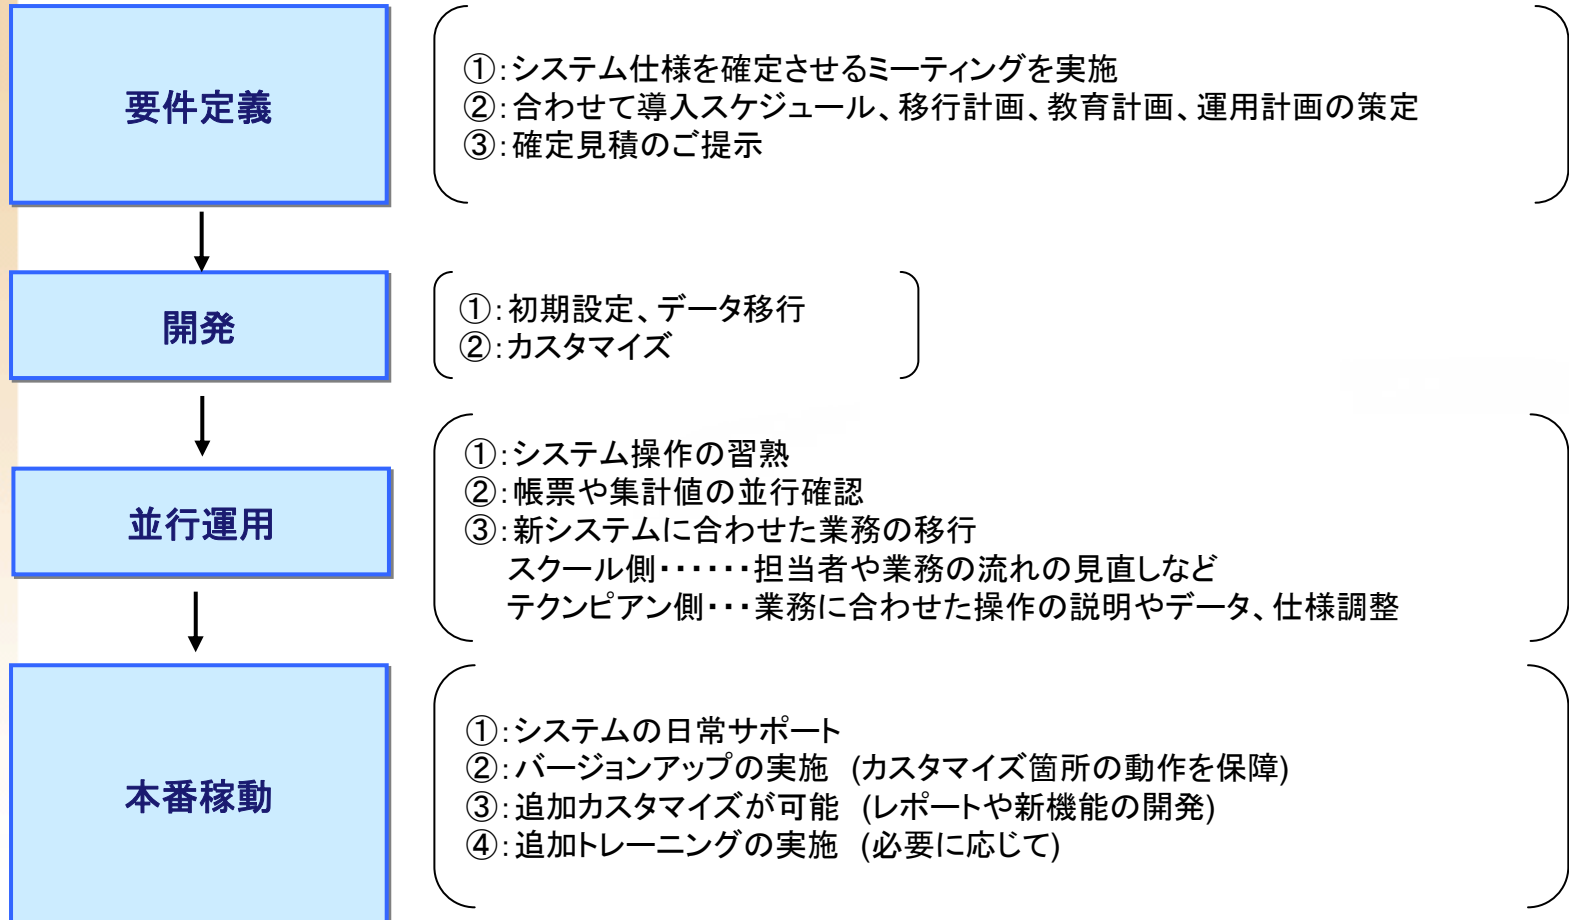 要件定義
①:システム仕様を確定させるミーティングを実施
②:合わせて導入スケジュール、移行計画、教育計画、運用計画の策定
③:確定見積のご提示
開発
①:初期設定、データ移行
②:カスタマイズ
並行運用
①:システム操作の習熟
②:帳票や集計値の並行確認
③:新システムに合わせた業務の移行
スクール側・・・・・・担当者や業務の流れの見直しなど
テクンピアン側・・・業務に合わせた操作の説明やデータ、仕様調整
本番稼動
①:システムの日常サポート
②:バージョンアップの実施 (カスタマイズ箇所の動作を保障)
③:追加カスタマイズが可能 (レポートや新機能の開発)
④:追加トレーニングの実施 (必要に応じて)